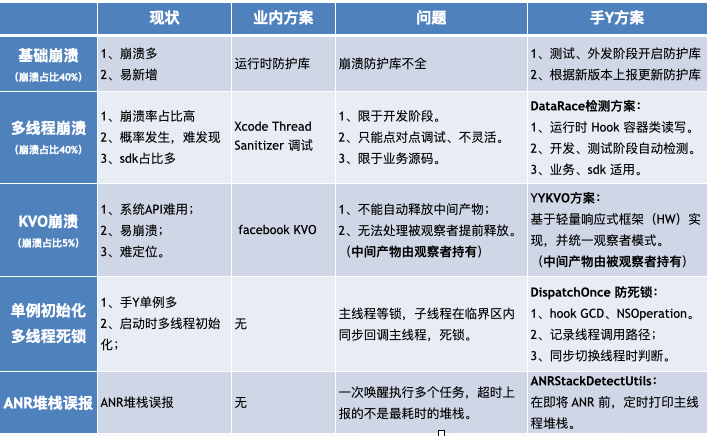 现状
业内方案
问题
手Y方案
基础崩溃
（崩溃占比40%）
1、崩溃多
2、易新增
运行时防护库
崩溃防护库不全
1、测试、外发阶段开启防护库
2、根据新版本上报更新防护库
多线程崩溃
（崩溃占比40%）
1、崩溃率占比高
2、概率发生，难发现
3、sdk占比多
Xcode Thread
Sanitizer 调试
1、限于开发阶段。
2、只能点对点调试、不灵活。
3、限于业务源码。
DataRace检测方案：
1、运行时 Hook 容器类读写。
2、开发、测试阶段自动检测。
3、业务、sdk 适用。
KVO崩溃
（崩溃占比5%）
1、系统API难用；
2、易崩溃；
3、难定位。
facebook KVO
1、不能自动释放中间产物；
2、无法处理被观察者提前释放。
（中间产物由观察者持有）
YYKVO方案：
基于轻量响应式框架（HW）实
现，并统一观察者模式。
（中间产物由被观察者持有）
单例初始化
多线程死锁
1、手Y单例多
2、启动时多线程初始
化；
无
主线程等锁，子线程在临界区内
同步回调主线程，死锁。
DispatchOnce 防死锁：
1、hook GCD、NSOperation。
2、记录线程调用路径；
3、同步切换线程时判断。
ANR堆栈误报
ANR堆栈误报
无
一次唤醒执行多个任务，超时上
报的不是最耗时的堆栈。
ANRStackDetectUtils：
在即将 ANR 前，定时打印主线
程堆栈。